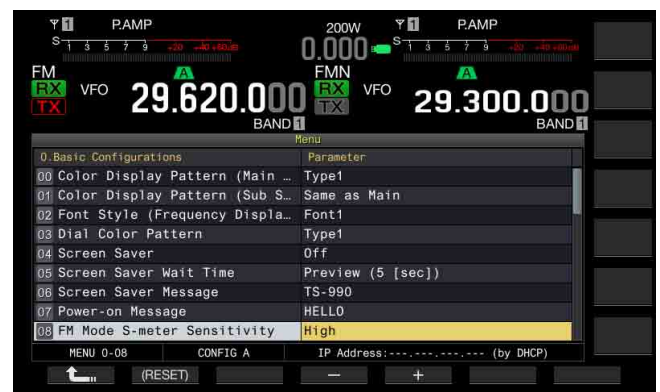 1 P.AMP 200W 1 P.AMP
S 1 3 5 7 9 +20 +40 +60dB 0.000 S 1 3 5 7 9 +20 +40 +60dB
FM FMN
RX VFO A 29.620.000 RX VFO A 29.300.000
TX TX
BAND 1 BAND 1
Menu
0.Basic Configurations Parameter
00 Color Display Pattern (Main … Type1
01 Color Display Pattern (Sub S… Same as Main
02 Font Style (Frequency Displa… Font1
03 Dial Color Pattern Type1
04 Screen Saver Off
05 Screen Saver Wait Time Preview (5 [sec])
06 Screen Saver Message TS-990
07 Power-on Message HELLO
08 FM Mode S-meter Sensitivity High
MENU 0-08 CONFIG A IP Address:---.---.---.--- (by DHCP)
(RESET) − +